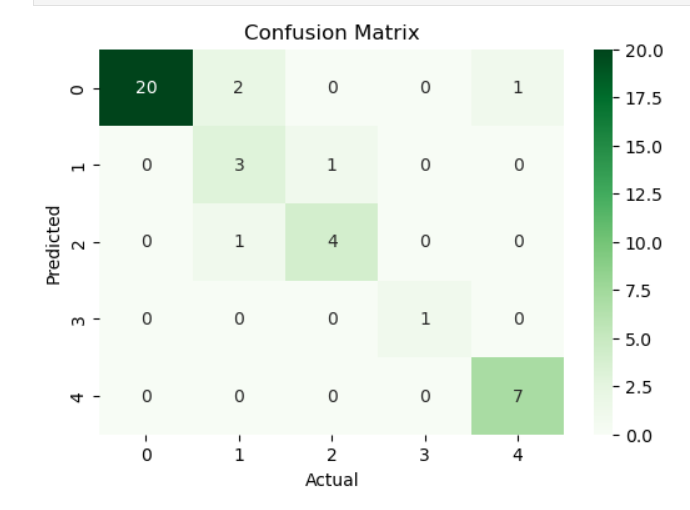 Confusion Matrix
Predicted
0 20 2 0 0 1
1 0 3 1 0 0
2 0 1 4 0 0
3 0 0 0 1 0
4 0 0 0 0 7
0 1 2 3 4
Actual
20.0
17.5
15.0
12.5
10.0
7.5
5.0
2.5
0.0